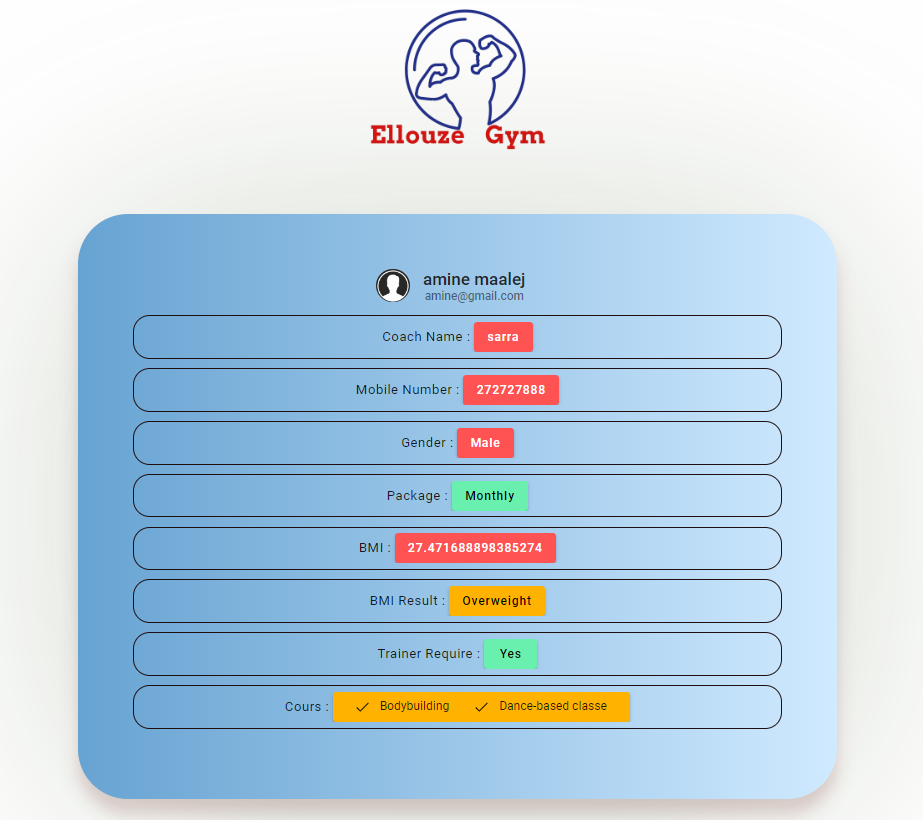 Ellouze Gym
amine maalej
amine@gmail.com
Coach Name : sarra
Mobile Number : 272727888
Gender : Male
Package : Monthly
BMI : 27.471688898385274
BMI Result : Overweight
Trainer Require : Yes
Cours : Bodybuilding Dance-based classe